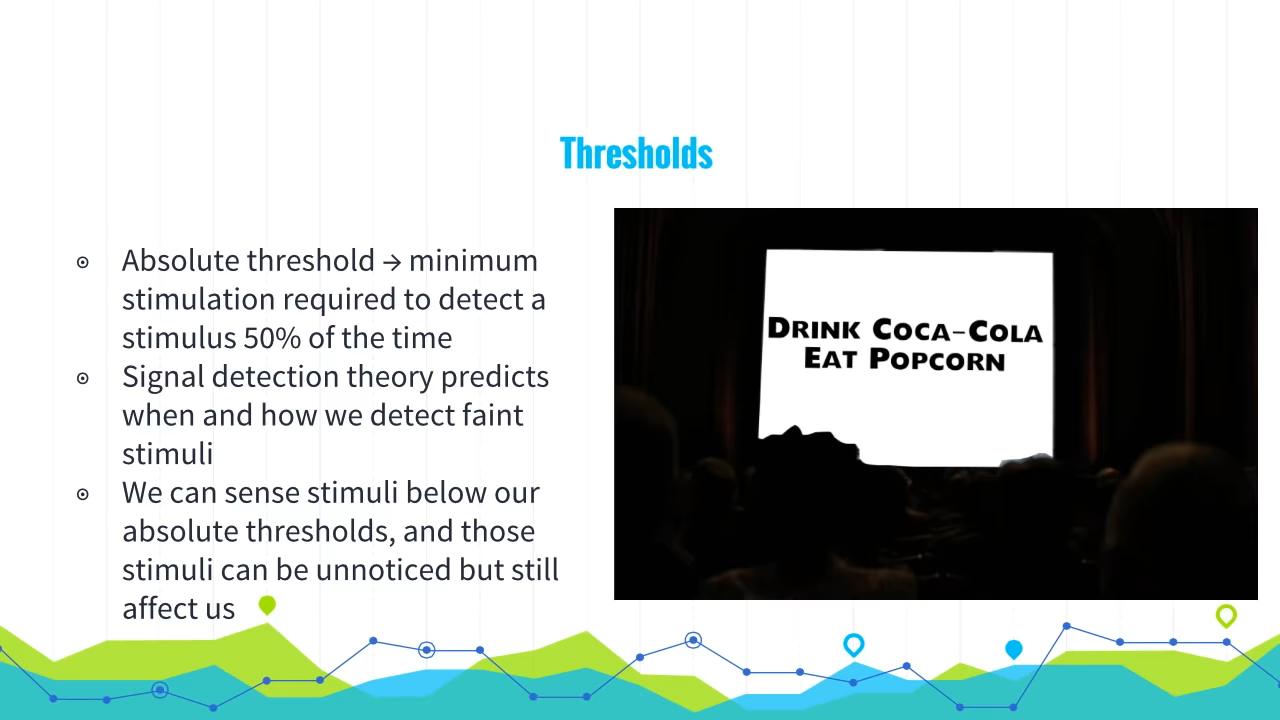 Thresholds
Absolute threshold → minimum
stimulation required to detect a
stimulus 50% of the time
Signal detection theory predicts
when and how we detect faint
stimuli
We can sense stimuli below our
absolute thresholds, and those
stimuli can be unnoticed but still
affect us
DRINK COCA-COLA
EAT POPCORN